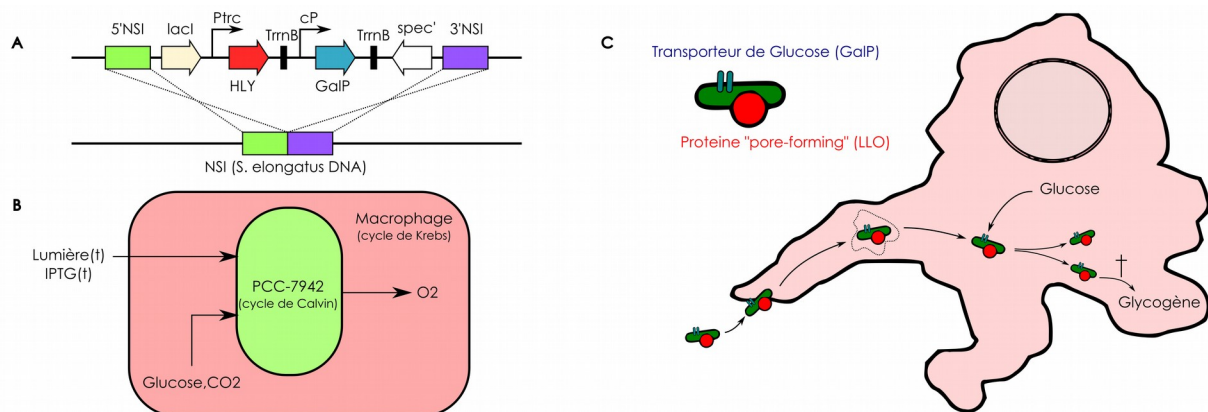 A
5'NSI
lacI
Ptrc
TrrnB
cP
TrrnB
spec'
3'NSI
HLY
GalP
NSI (S. elongatus DNA)
B
Macrophage
(cycle de Krebs)
Lumière(t)
IPTG(t)
PCC-7942
(cycle de Calvin)
O2
Glucose,CO2
C
Transporteur de Glucose (GalP)
Proteine "pore-forming" (LLO)
Glucose
†
Glycogène